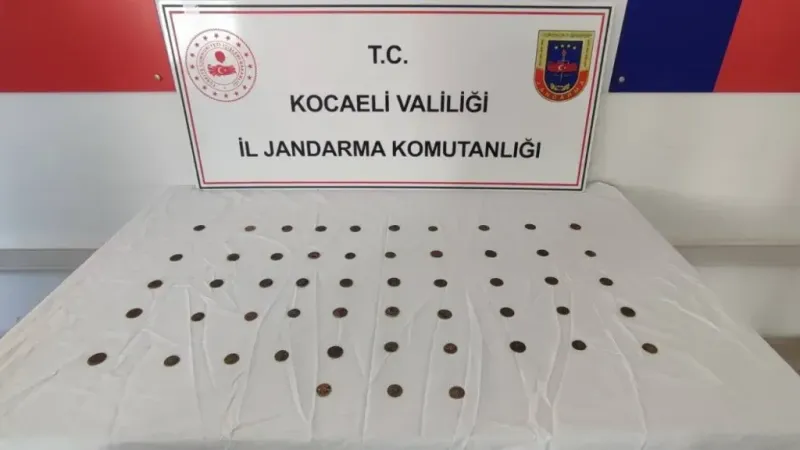 T.C.
KOCAELİ VALİLİĞİ
İL JANDARMA KOMUTANLIĞI